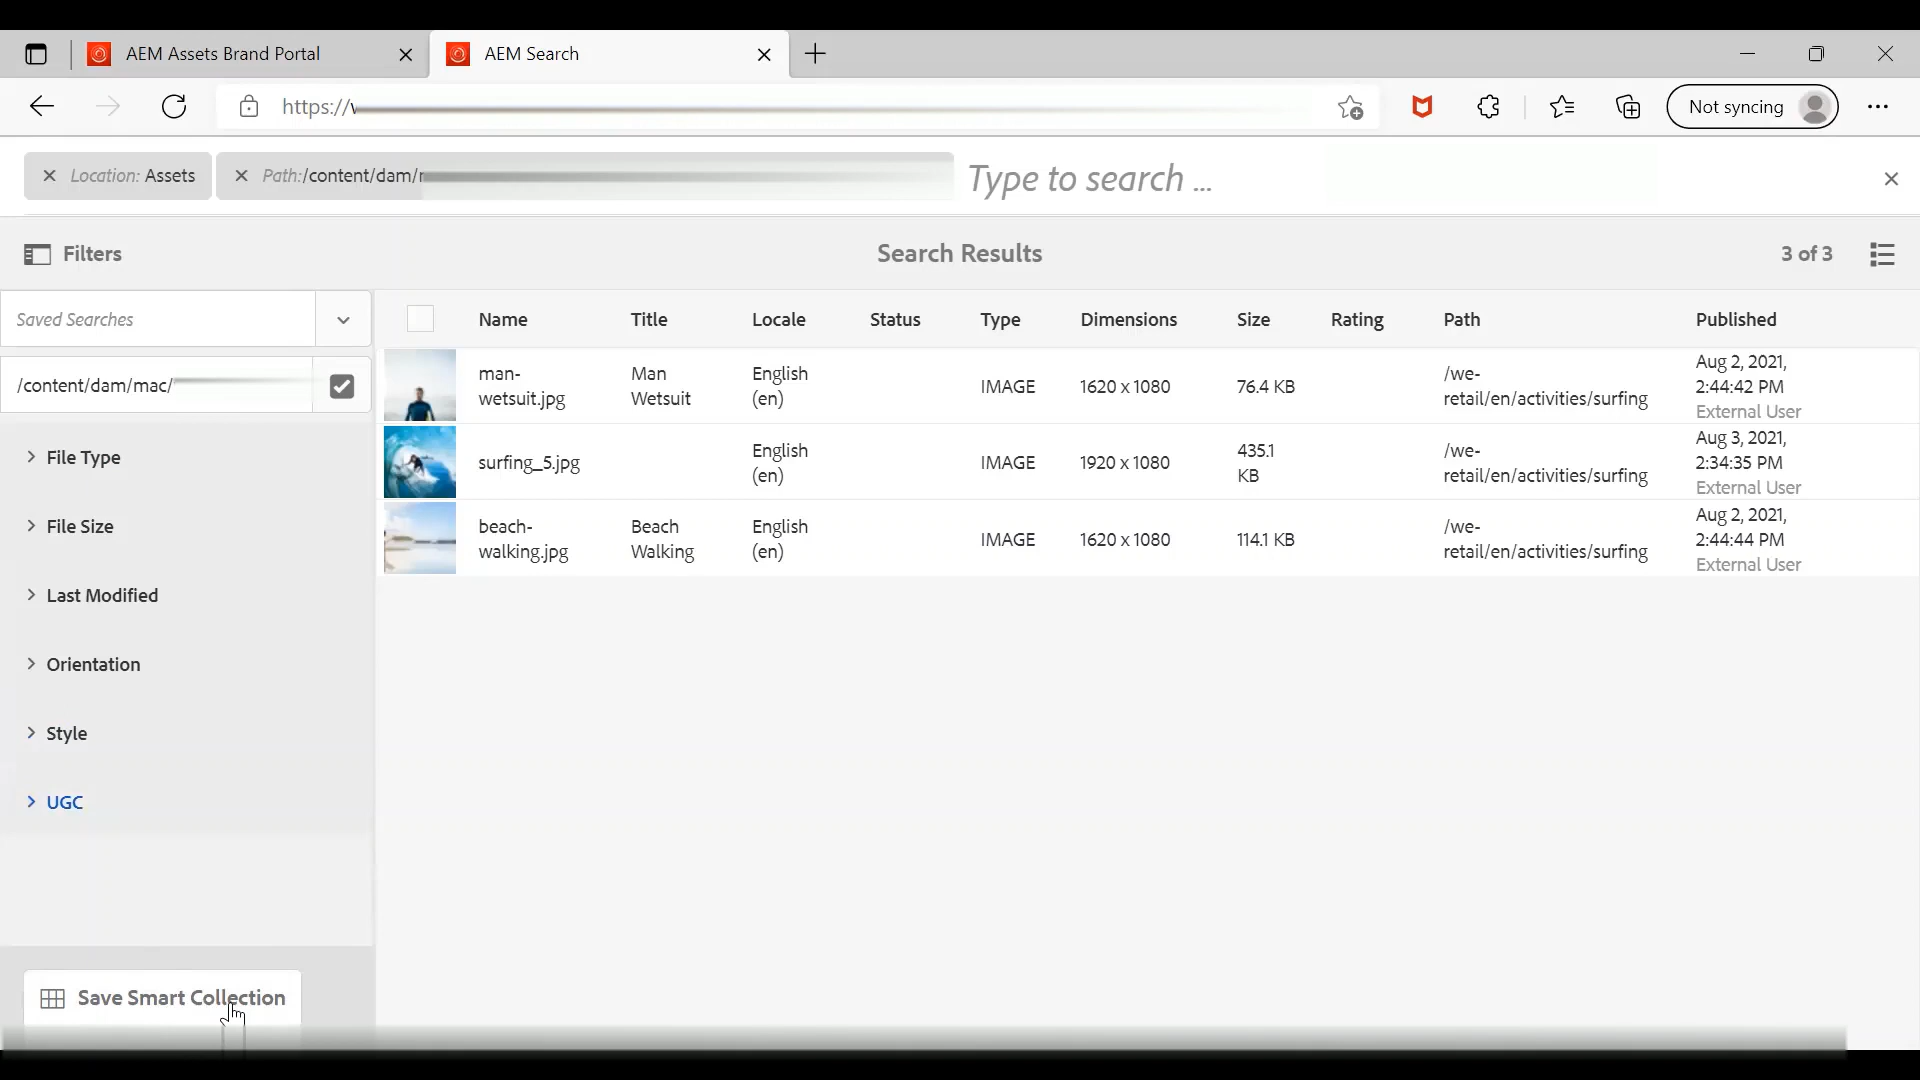 AEM Assets Brand Portal
AEM Search
https://
Not syncing
Location: Assets
Path:/content/dam/
Type to search ...
Filters
Search Results
3 of 3
Saved Searches
/content/dam/mac/
File Type
File Size
Last Modified
Orientation
Style
UGC
Save Smart Collection
Name Title Locale Status Type Dimensions Size Rating Path Published
man- Man English /we- Aug 2, 2021,
wetsuit.jpg Wetsuit (en) IMAGE 1620 x 1080 76.4 KB retail/en/activities/surfing 2:44:42 PM
External User
surfing_5.jpg English IMAGE 1920 x 1080 435.1 /we- Aug 3, 2021,
(en) KB retail/en/activities/surfing 2:34:35 PM
External User
beach- Beach English /we- Aug 2, 2021,
walking.jpg Walking (en) IMAGE 1620 x 1080 114.1 KB retail/en/activities/surfing 2:44:44 PM
External User